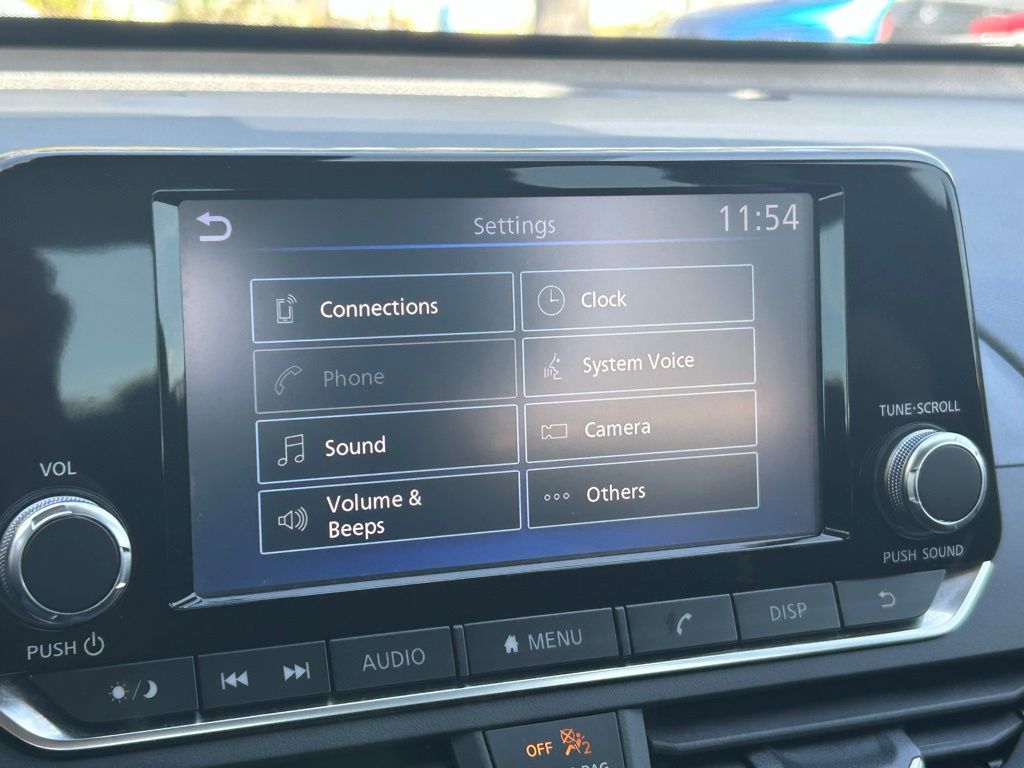 Settings
11:54
Connections
Clock
Phone
System Voice
Sound
Camera
Volume &
Beeps
Others
VOL
PUSH
TUNE·SCROLL
PUSH SOUND
AUDIO
MENU
DISP
OFF
2
BAG